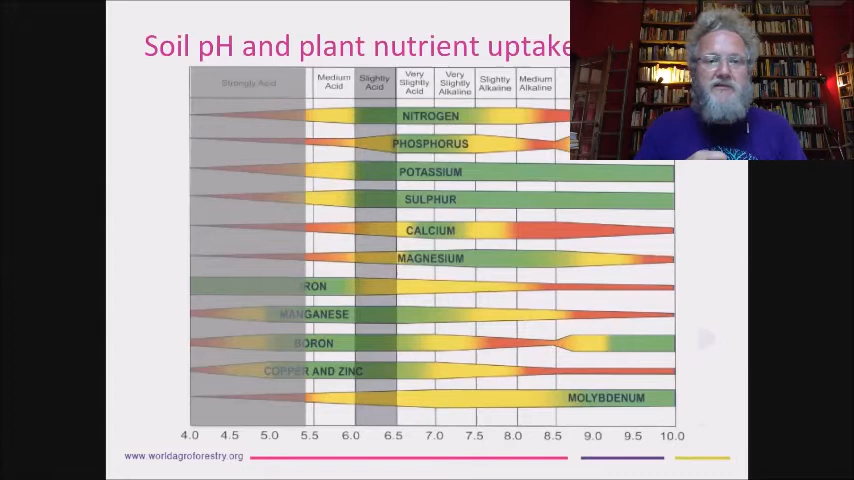 Soil pH and plant nutrient uptake
Strongly Acid
Medium Acid
Slightly Acid
Very Slightly Acid
Very Slightly Alkaline
Slightly Alkaline
Medium Alkaline
NITROGEN
PHOSPHORUS
POTASSIUM
SULPHUR
CALCIUM
MAGNESIUM
IRON
MANGANESE
BORON
COPPER AND ZINC
MOLYBDENUM
4.0 4.5 5.0 5.5 6.0 6.5 7.0 7.5 8.0 8.5 9.0 9.5 10.0
www.worldagroforestry.org